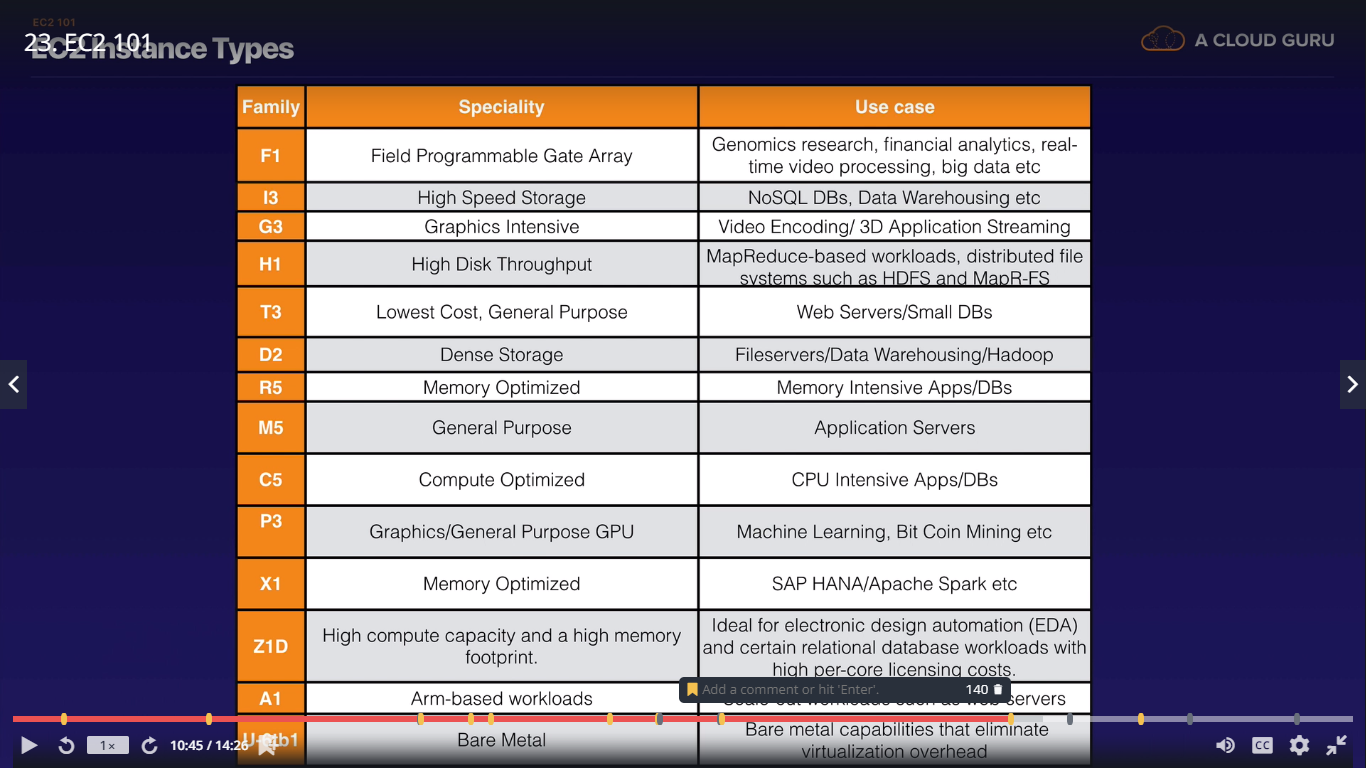 EC2 101
23. EC2 101
EC2 Instance Types
A CLOUD GURU
Family Speciality Use case
F1 Field Programmable Gate Array Genomics research, financial analytics, real-
time video processing, big data etc
I3 High Speed Storage NoSQL DBs, Data Warehousing etc
G3 Graphics Intensive Video Encoding/ 3D Application Streaming
H1 High Disk Throughput MapReduce-based workloads, distributed file
systems such as HDFS and MapR-FS
T3 Lowest Cost, General Purpose Web Servers/Small DBs
D2 Dense Storage Fileservers/Data Warehousing/Hadoop
R5 Memory Optimized Memory Intensive Apps/DBs
M5 General Purpose Application Servers
C5 Compute Optimized CPU Intensive Apps/DBs
P3 Graphics/General Purpose GPU Machine Learning, Bit Coin Mining etc
X1 Memory Optimized SAP HANA/Apache Spark etc
Z1D High compute capacity and a high memory
footprint.
Ideal for electronic design automation (EDA)
and certain relational database workloads with
high per-core licensing costs.
Add a comment or hit 'Enter'. 140
A1 Arm-based workloads Scale-out workloads such as web servers
Bare Metal Bare metal capabilities that eliminate
virtualization overhead
1x 10:45 / 14:26 CC